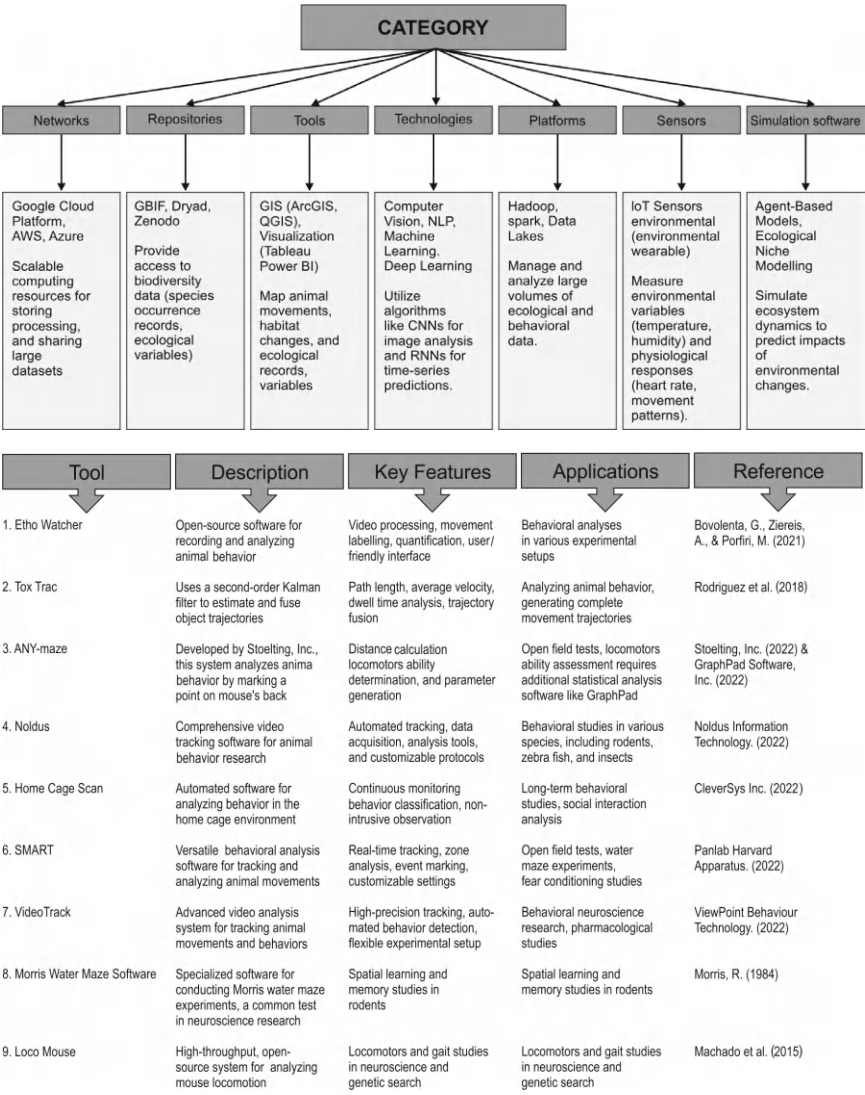 CATEGORY
Networks
Repositories
Tools
Technologies
Platforms
Sensors
Simulation software
Google Cloud
Platform,
AWS, Azure
Scalable
computing
resources for
storing
processing,
and sharing
large
datasets
GBIF, Dryad,
Zenodo
Provide
access to
biodiversity
data (species
occurrence
records,
ecological
variables)
GIS (ArcGIS,
QGIS),
Visualization
(Tableau
Power BI)
Map animal
movements,
habitat
changes, and
ecological
records,
variables
Computer
Vision, NLP,
Machine
Learning.
Deep Learning
Utilize
algorithms
like CNNs for
image analysis
and RNNs for
time-series
predictions.
Hadoop,
spark, Data
Lakes
Manage and
analyze large
volumes of
ecological and
behavioral
data.
IoT Sensors
environmental
(environmental
wearable)
Measure
environmental
variables
(temperature,
humidity) and
physiological
responses
(heart rate,
movement
patterns).
Agent-Based
Models,
Ecological
Niche
Modelling
Simulate
ecosystem
dynamics to
predict impacts
of
environmental
changes.
Tool
Description
Key Features
Applications
Reference
1. Etho Watcher
Open-source software for
recording and analyzing
animal behavior
Video processing, movement
labelling, quantification, user/
friendly interface
Behavioral analyses
in various experimental
setups
Bovolenta, G., Ziereis,
A., & Porfiri, M. (2021)
2. Tox Trac
Uses a second-order Kalman
filter to estimate and fuse
object trajectories
Path length, average velocity,
dwell time analysis, trajectory
fusion
Analyzing animal behavior,
generating complete
movement trajectories
Rodriguez et al. (2018)
3. ANY-maze
Developed by Stoelting, Inc.,
this system analyzes anima
behavior by marking a
point on mouse's back
Distance calculation
locomotors ability
determination, and parameter
generation
Open field tests, locomotors
ability assessment requires
additional statistical analysis
software like GraphPad
Stoelting, Inc. (2022) &
GraphPad Software,
Inc. (2022)
4. Noldus
Comprehensive video
tracking software for animal
behavior research
Automated tracking, data
acquisition, analysis tools,
and customizable protocols
Behavioral studies in various
species, including rodents,
zebra fish, and insects
Noldus Information
Technology. (2022)
5. Home Cage Scan
Automated software for
analyzing behavior in the
home cage environment
Continuous monitoring
behavior classification, non-
intrusive observation
Long-term behavioral
studies, social interaction
analysis
CleverSys Inc. (2022)
6. SMART
Versatile behavioral analysis
software for tracking and
analyzing animal movements
Real-time tracking, zone
analysis, event marking,
customizable settings
Open field tests, water
maze experiments,
fear conditioning studies
Panlab Harvard
Apparatus. (2022)
7. VideoTrack
Advanced video analysis
system for tracking animal
movements and behaviors
High-precision tracking, auto-
mated behavior detection,
flexible experimental setup
Behavioral neuroscience
research, pharmacological
studies
ViewPoint Behaviour
Technology. (2022)
8. Morris Water Maze Software
Specialized software for
conducting Morris water maze
experiments, a common test
in neuroscience research
Spatial learning and
memory studies in
rodents
Spatial learning and
memory studies in rodents
Morris, R. (1984)
9. Loco Mouse
High-throughput, open-
source system for analyzing
mouse locomotion
Locomotors and gait studies
in neuroscience and
genetic search
Locomotors and gait studies
in neuroscience and
genetic search
Machado et al. (2015)